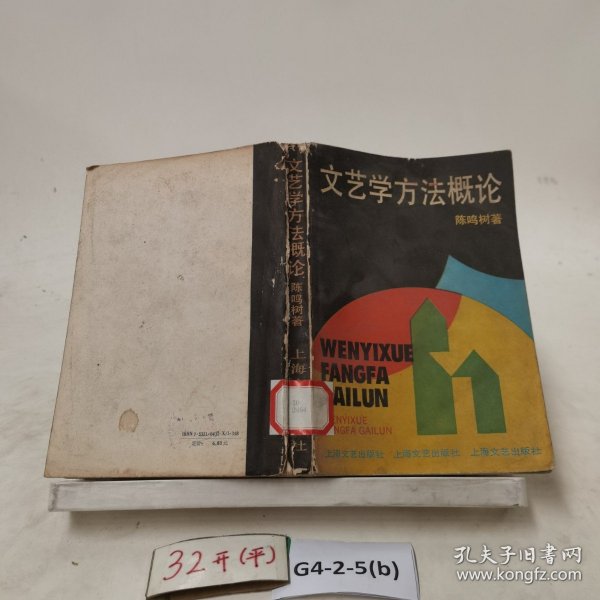 文艺学方法概论
陈鸣树著
WENYIXUE
FANGFA
GAILUN
WENYIXUE
FANGFA GAILUN
上海文艺出版社 上海文艺出版社 上海文艺出版社
文艺学方法概论
陈鸣树著
上海
社
32开(平)
G4-2-5(b)
孔夫子旧书网
www.kongfz.com